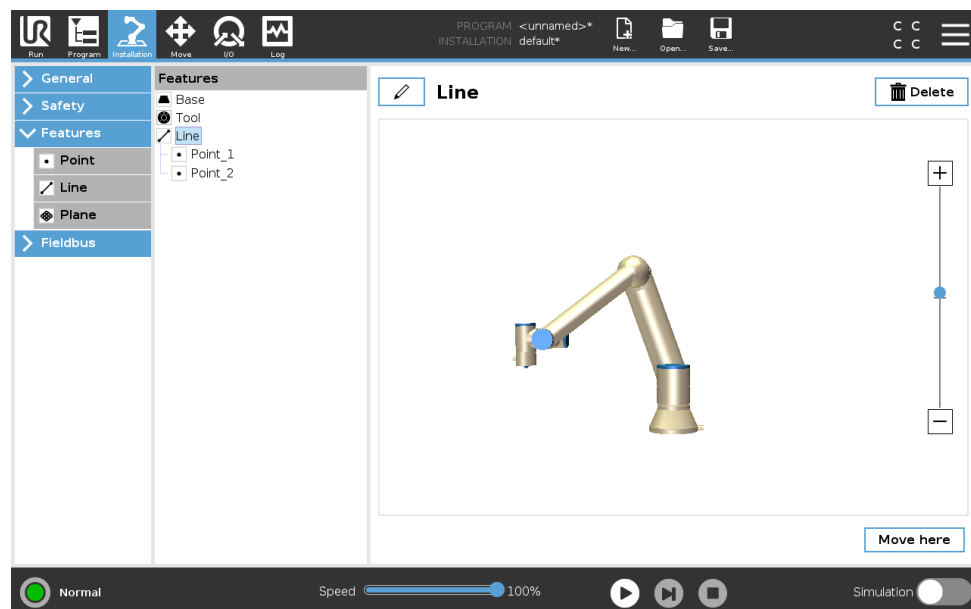 PROGRAM <unnamed>*
INSTALLATION default*
C C
C C
UR
Run
Program
Installation
Move
I/O
Log
New...
Open...
Save...
General
Safety
Features
Point
Line
Plane
Fieldbus
Features
Base
Tool
Line
Point_1
Point_2
Line
Delete
Move here
Normal
Speed
100%
Simulation